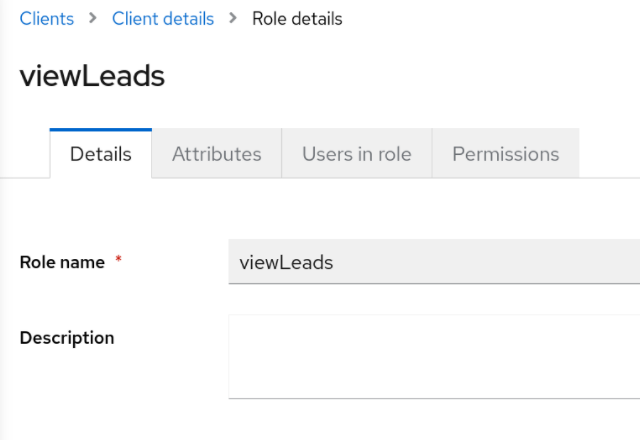 Clients > Client details > Role details
viewLeads
Details Attributes Users in role Permissions
Role name * viewLeads
Description